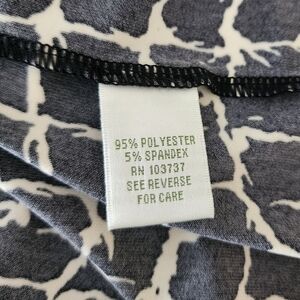 95% POLYESTER
5% SPANDEX
RN 103737
SEE REVERSE
FOR CARE